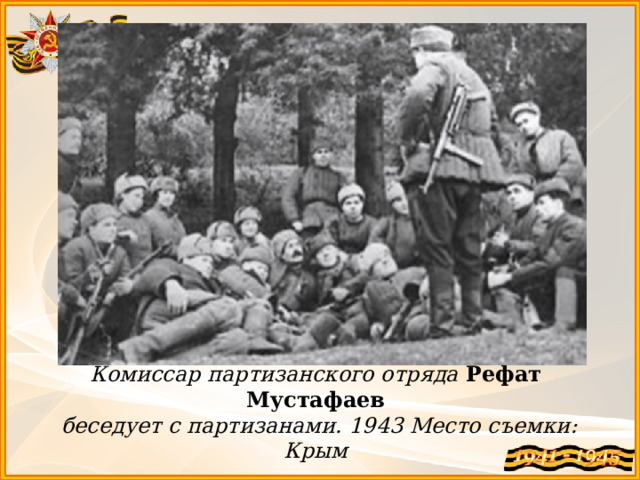 Комиссар партизанского отряда Рефат
Мустафаев
беседует с партизанами. 1943 Место съемки:
Крым
1941 * 1945